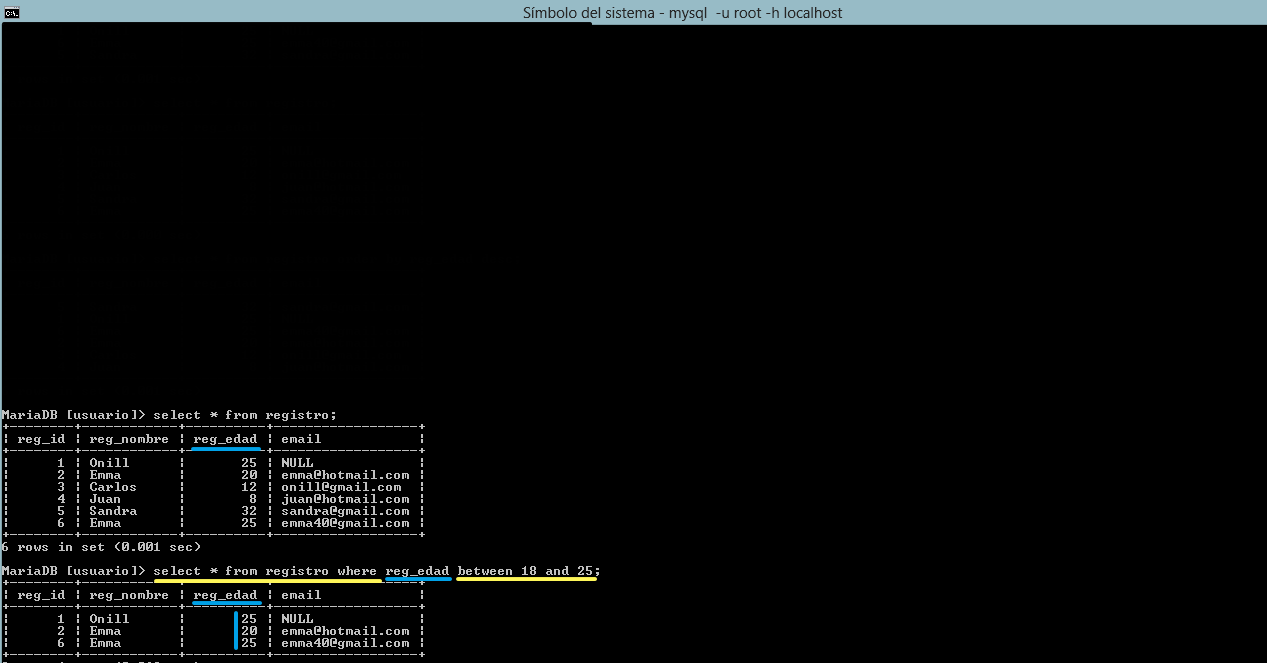 Símbolo del sistema - mysql -u root -h localhost
MariaDB [usuario]> select * from registro;
reg_id | reg_nombre | reg_edad | email
1 | Onill | 25 | NULL
2 | Emma | 20 | emma@hotmail.com
3 | Carlos | 12 | onill@gmail.com
4 | Juan | 8 | juan@hotmail.com
5 | Sandra | 32 | sandra@gmail.com
6 | Emma | 25 | emma40@gmail.com
6 rows in set (0.001 sec)
MariaDB [usuario]> select * from registro where reg_edad between 18 and 25;
reg_id | reg_nombre | reg_edad | email
1 | Onill | 25 | NULL
2 | Emma | 20 | emma@hotmail.com
6 | Emma | 25 | emma40@gmail.com